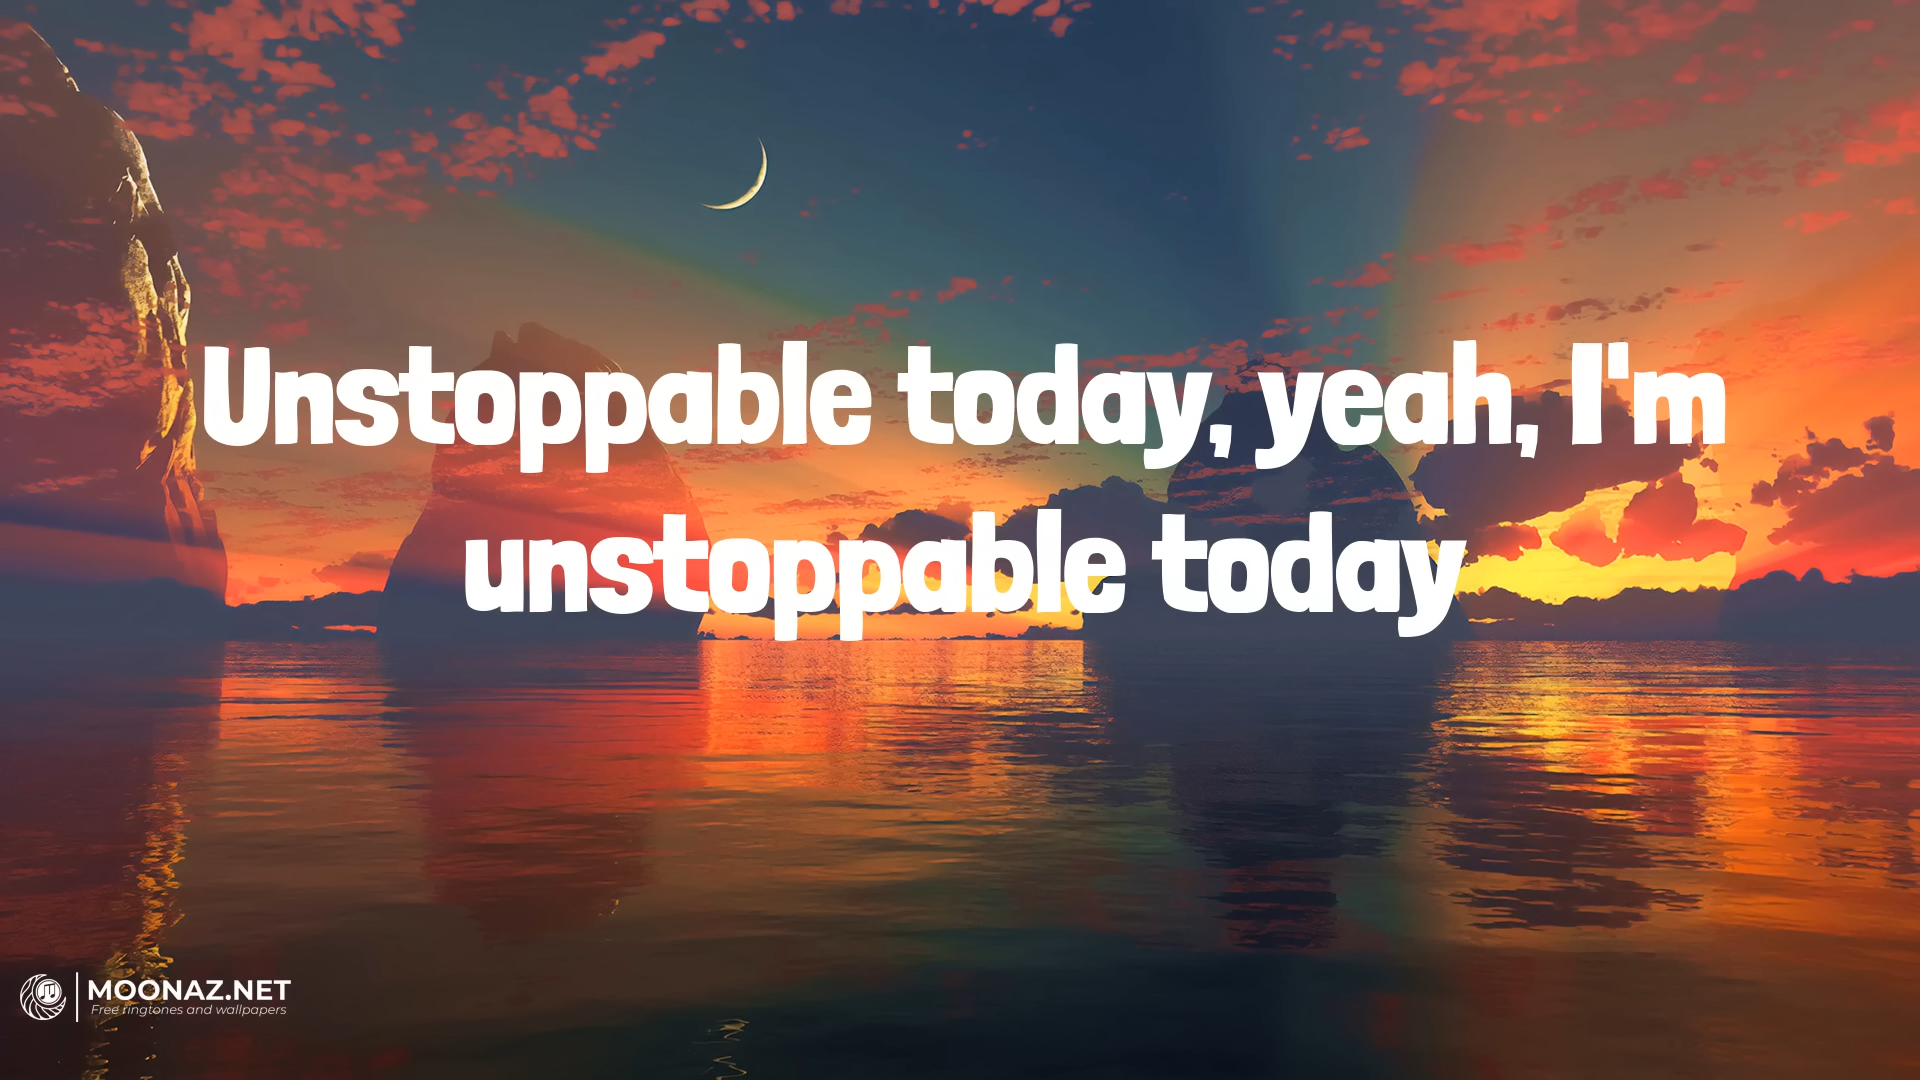 Unstoppable today, yeah, I'm
unstoppable today
MOONAZ.NET
Free ringtones and wallpapers